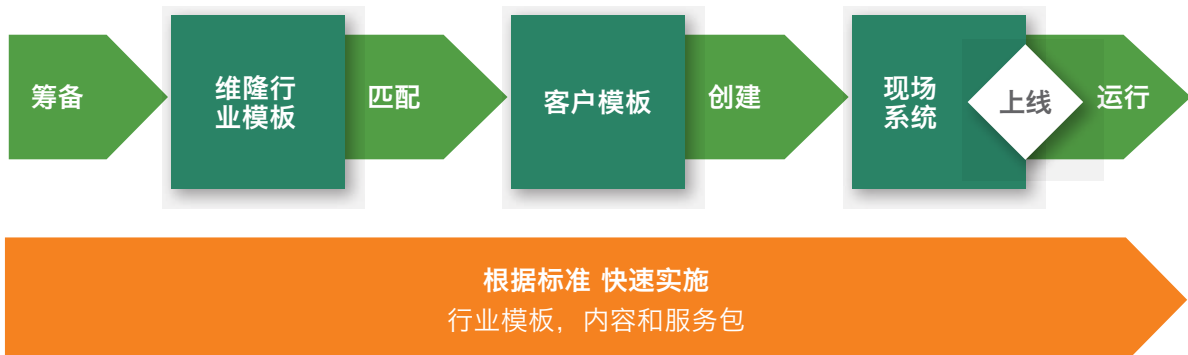 筹备
维隆行
业模板
匹配
客户模板
创建
现场
系统
上线
运行
根据标准 快速实施
行业模板，内容和服务包